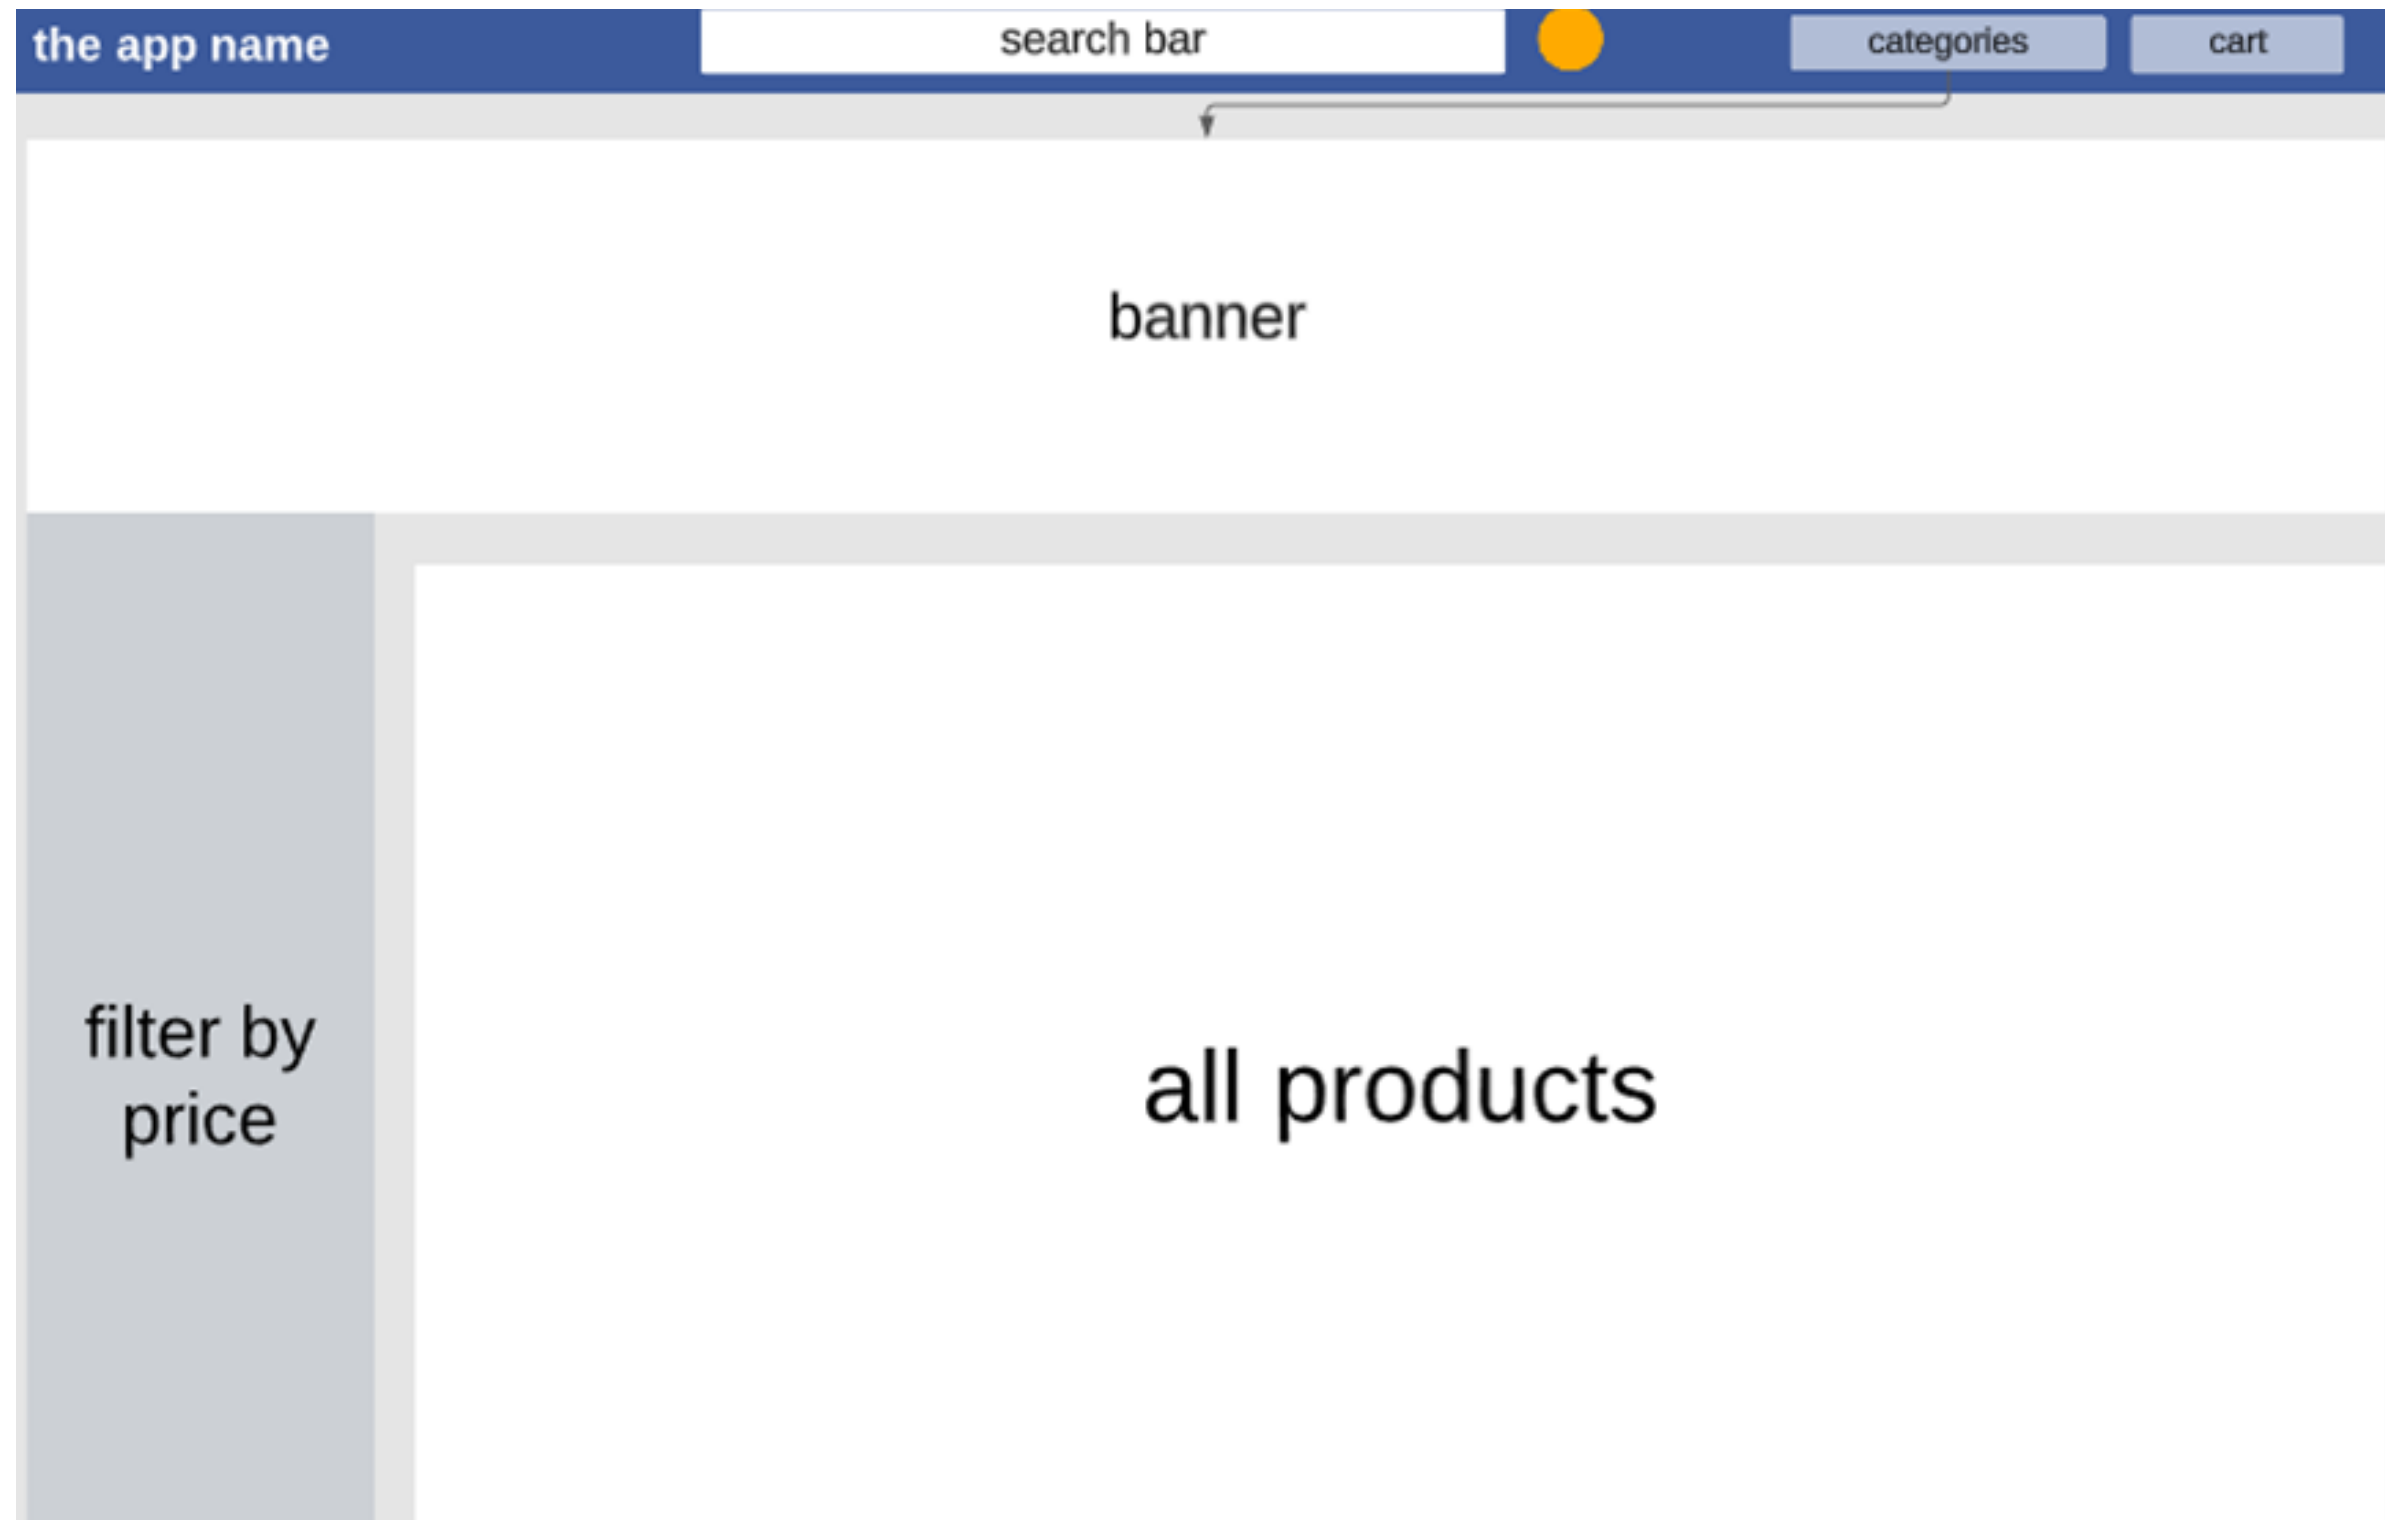 the app name
search bar
categories
cart
banner
filter by
price
all products